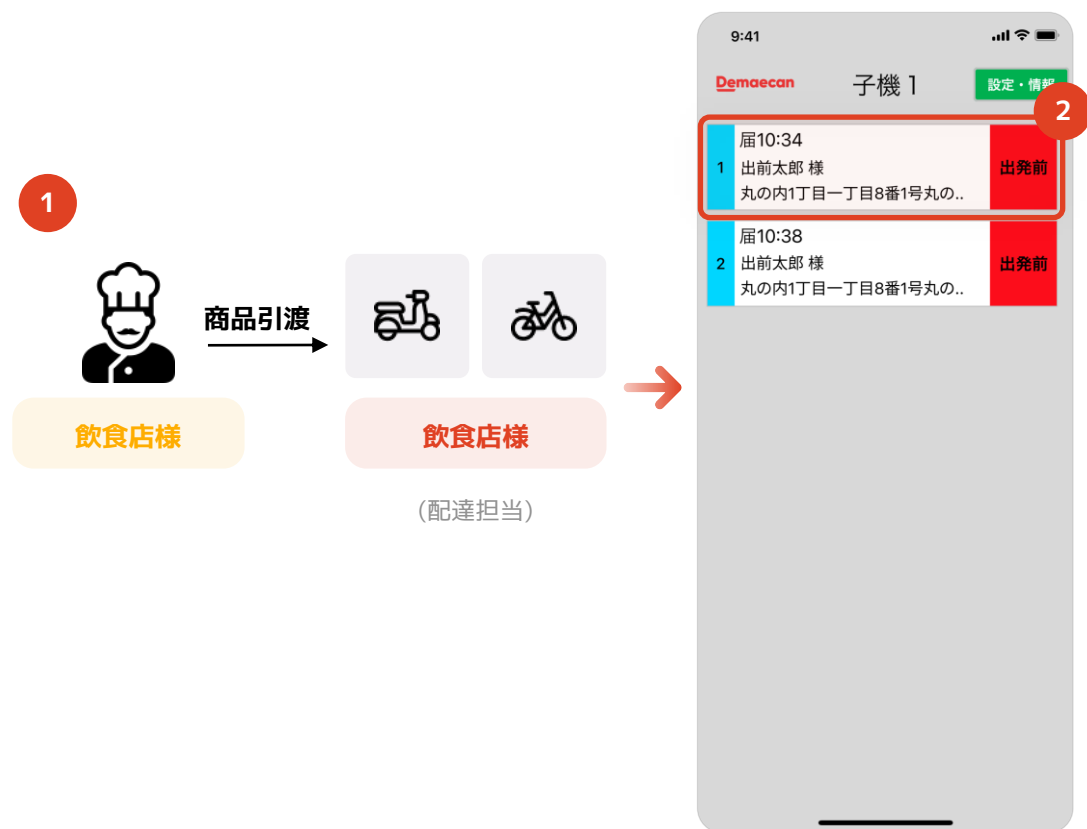 1
商品引渡
飲食店様
飲食店様
(配達担当)
9:41
Demaecan
子機1
設定・情報
2
1
届10:34
出前太郎 様
丸の内1丁目一丁目8番1号丸の..
出発前
2
届10:38
出前太郎 様
丸の内1丁目一丁目8番1号丸の..
出発前